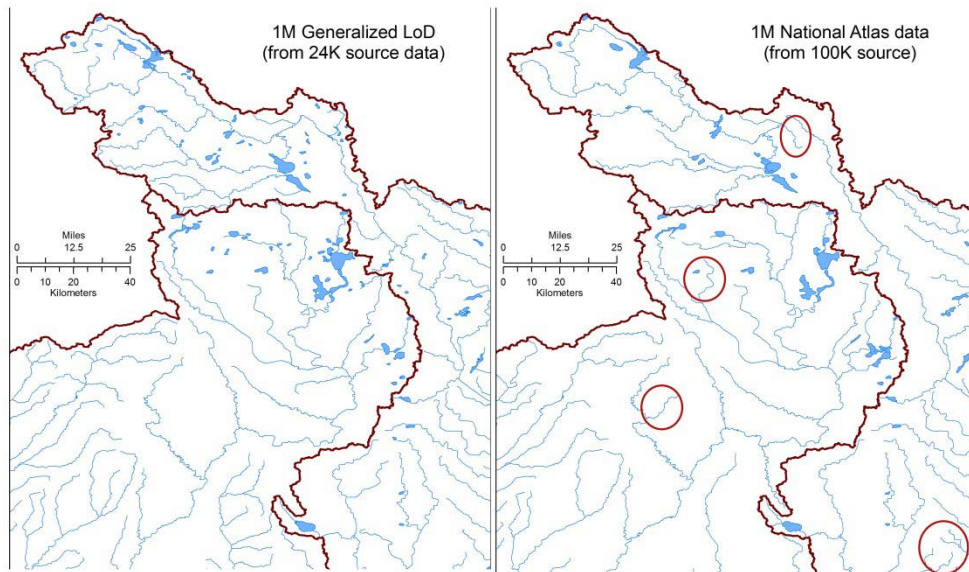 1M Generalized LoD
(from 24K source data)
Miles
0 12.5 25
0 10 20 40
Kilometers
1M National Atlas data
(from 100K source)
Miles
0 12.5 25
0 10 20 40
Kilometers